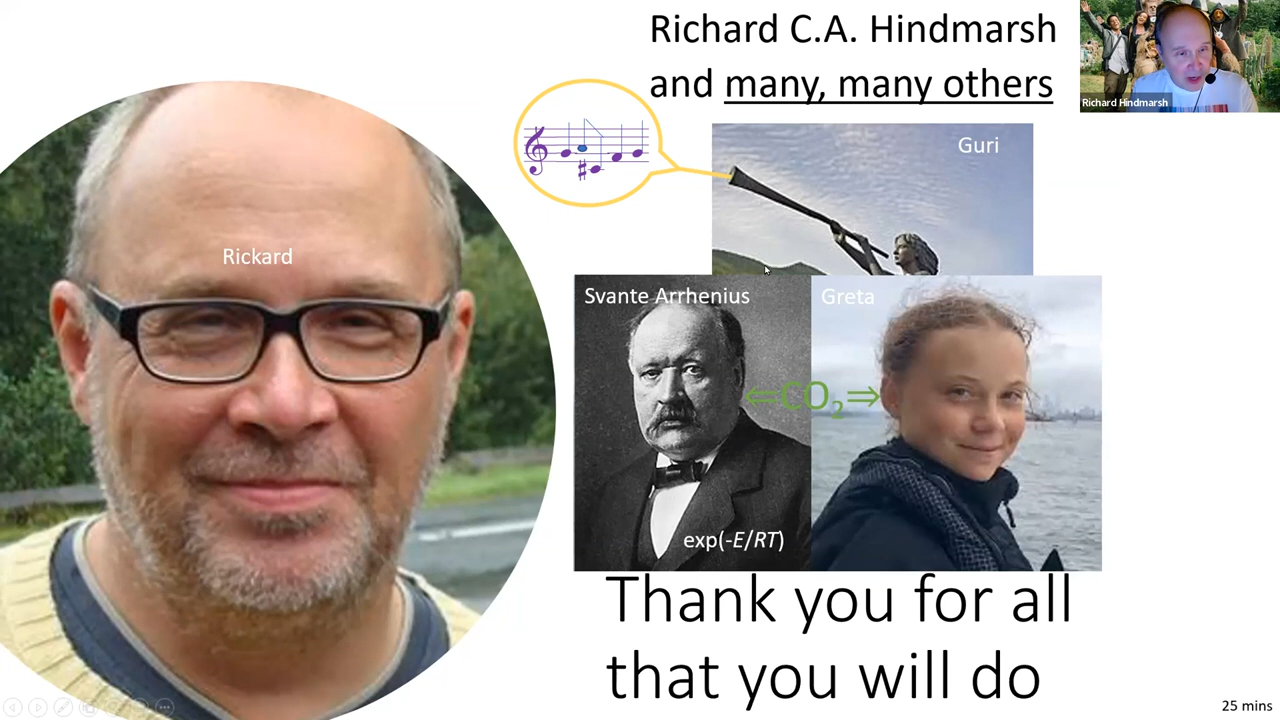 Richard C.A. Hindmarsh
and many, many others
Richard Hindmarsh
Guri
Rickard
Svante Arrhenius
Greta
⇐CO₂⇒
exp(-E/RT)
Thank you for all
that you will do
25 mins